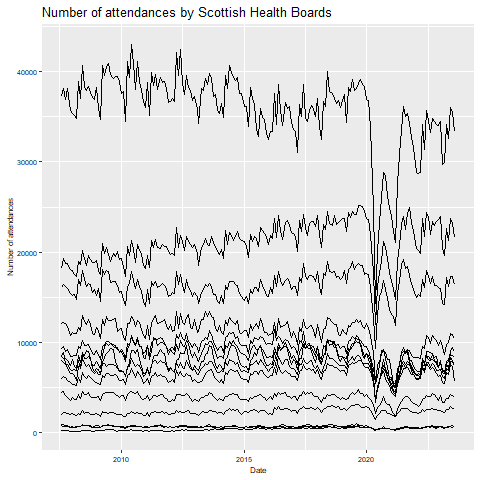 Number of attendances by Scottish Health Boards
Number of attendances
40000
30000
20000
10000
0
2010
2015
2020
Date